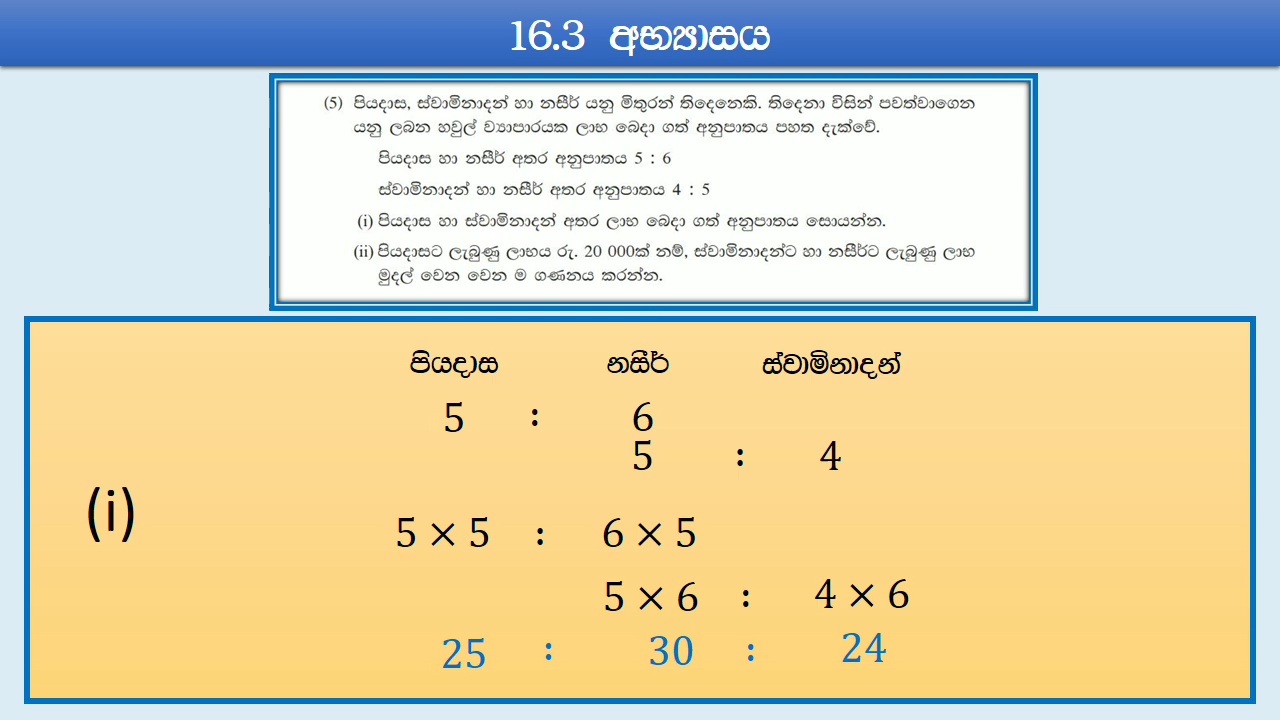 16.3 අභ්‍යාසය
(5) පියදාස, ස්වාමිනාදන් හා නසීර් යනු මිතුරන් තිදෙනෙකි. තිදෙනා විසින් පවත්වාගෙන
යනු ලබන හවුල් ව්‍යාපාරයක ලාභ බෙදා ගත් අනුපාතය පහත දැක්වේ.
පියදාස හා නසීර් අතර අනුපාතය 5 : 6
ස්වාමිනාදන් හා නසීර් අතර අනුපාතය 4 : 5
(i) පියදාස හා ස්වාමිනාදන් අතර ලාභ බෙදා ගත් අනුපාතය සොයන්න.
(ii) පියදාසට ලැබුණු ලාභය රු. 20 000ක් නම්, ස්වාමිනාදන්ට හා නසීර්ට ලැබුණු ලාභ
මුදල් වෙන වෙන ම ගණනය කරන්න.
පියදාස නසීර් ස්වාමිනාදන්
5 : 6
5 : 4
(i)
5 × 5 : 6 × 5
5 × 6 : 4 × 6
25 : 30 : 24